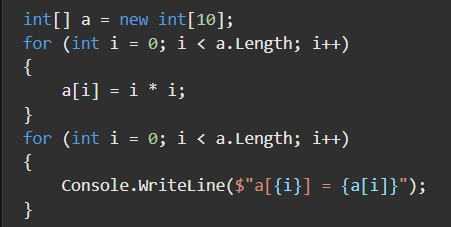 int[] a = new int[10];
for (int i = 0; i < a.Length; i++)
{
    a[i] = i * i;
}
for (int i = 0; i < a.Length; i++)
{
    Console.WriteLine($"a[{i}] = {a[i]}");
}